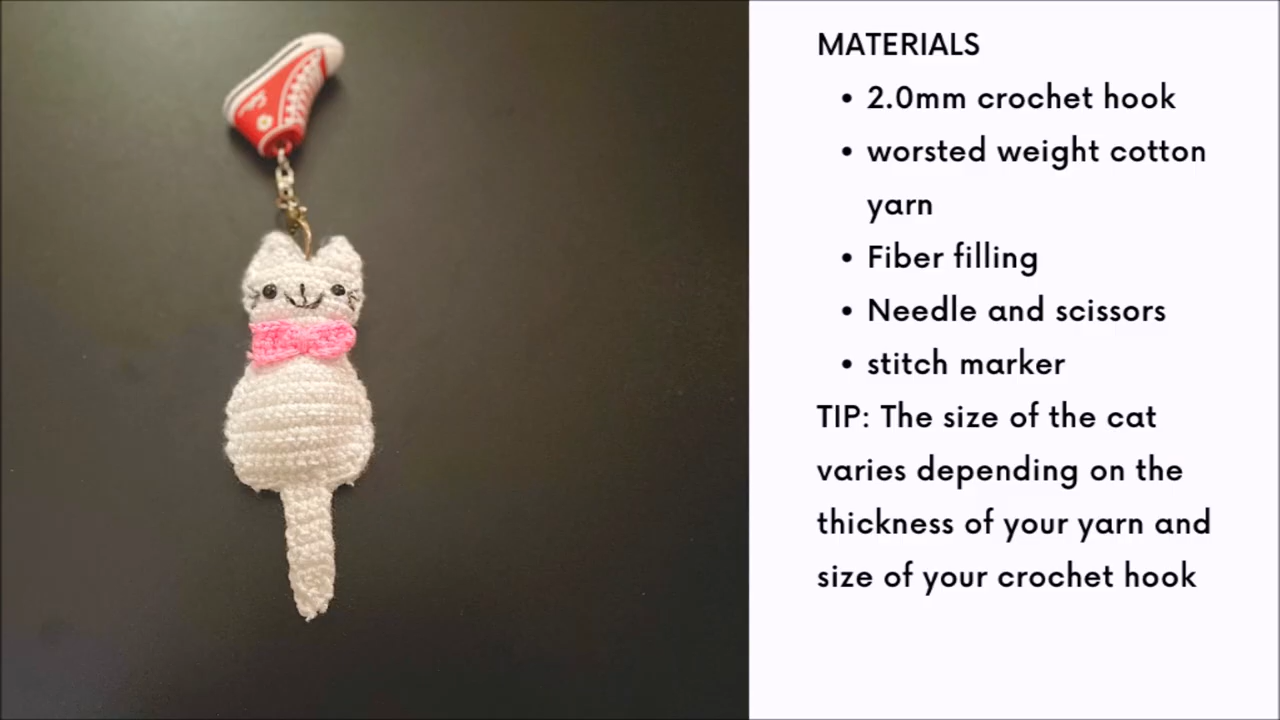 MATERIALS
• 2.0mm crochet hook
• worsted weight cotton
yarn
• Fiber filling
• Needle and scissors
• stitch marker
TIP: The size of the cat
varies depending on the
thickness of your yarn and
size of your crochet hook